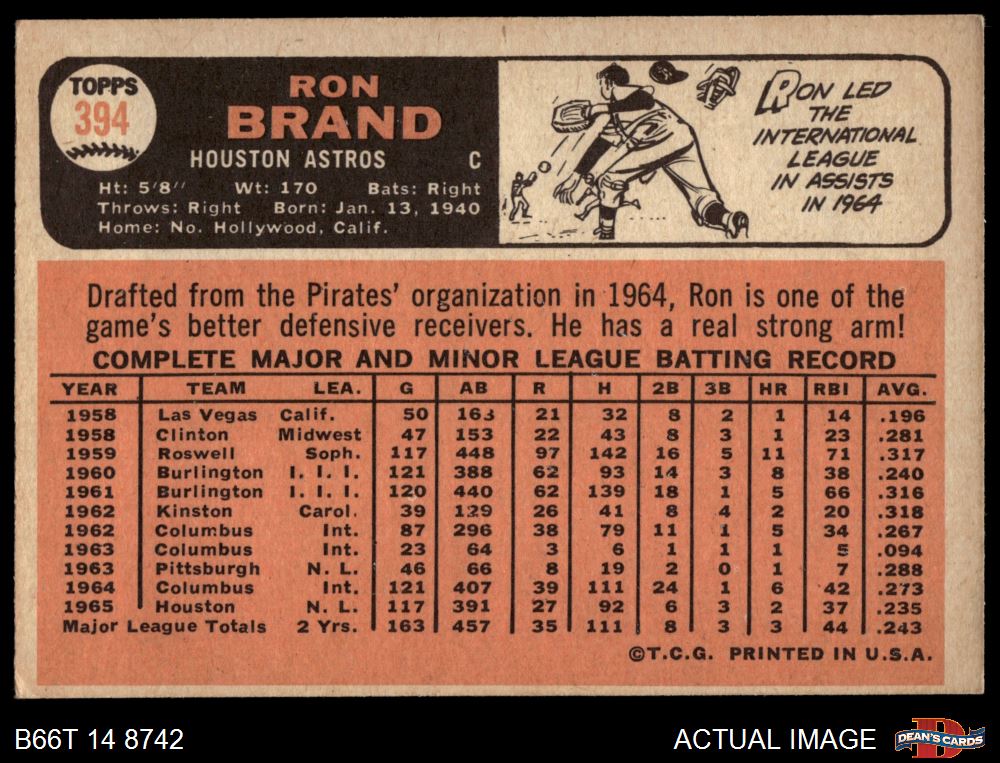 TOPPS
394
RON
BRAND
HOUSTON ASTROS C
Ht: 5'8" Wt: 170 Bats: Right
Throws: Right Born: Jan. 13, 1940
Home: No. Hollywood, Calif.
RON LED
THE
INTERNATIONAL
LEAGUE
IN ASSISTS
IN 1964
Drafted from the Pirates' organization in 1964, Ron is one of the
game's better defensive receivers. He has a real strong arm!
COMPLETE MAJOR AND MINOR LEAGUE BATTING RECORD
YEAR TEAM LEA. G AB R H 2B 3B HR RBI AVG.
1958 Las Vegas Calif. 50 163 21 32 8 2 1 14 .196
1958 Clinton Midwest 47 153 22 43 8 3 1 23 .281
1959 Roswell Soph. 117 448 97 142 16 5 11 71 .317
1960 Burlington I. I. I. 121 388 62 93 14 3 8 38 .240
1961 Burlington I. I. I. 120 440 62 139 18 1 5 66 .316
1962 Kinston Carol. 39 129 26 41 8 4 2 20 .318
1962 Columbus Int. 87 296 38 79 11 1 5 34 .267
1963 Columbus Int. 23 64 3 6 1 1 1 5 .094
1963 Pittsburgh N. L. 46 66 8 19 2 0 1 7 .288
1964 Columbus Int. 121 407 39 111 24 1 6 42 .273
1965 Houston N. L. 117 391 27 92 6 3 2 37 .235
Major League Totals 2 Yrs. 163 457 35 111 8 3 3 44 .243
©T.C.G. PRINTED IN U.S.A.
B66T 14 8742 ACTUAL IMAGE
D
DEAN'S CARDS